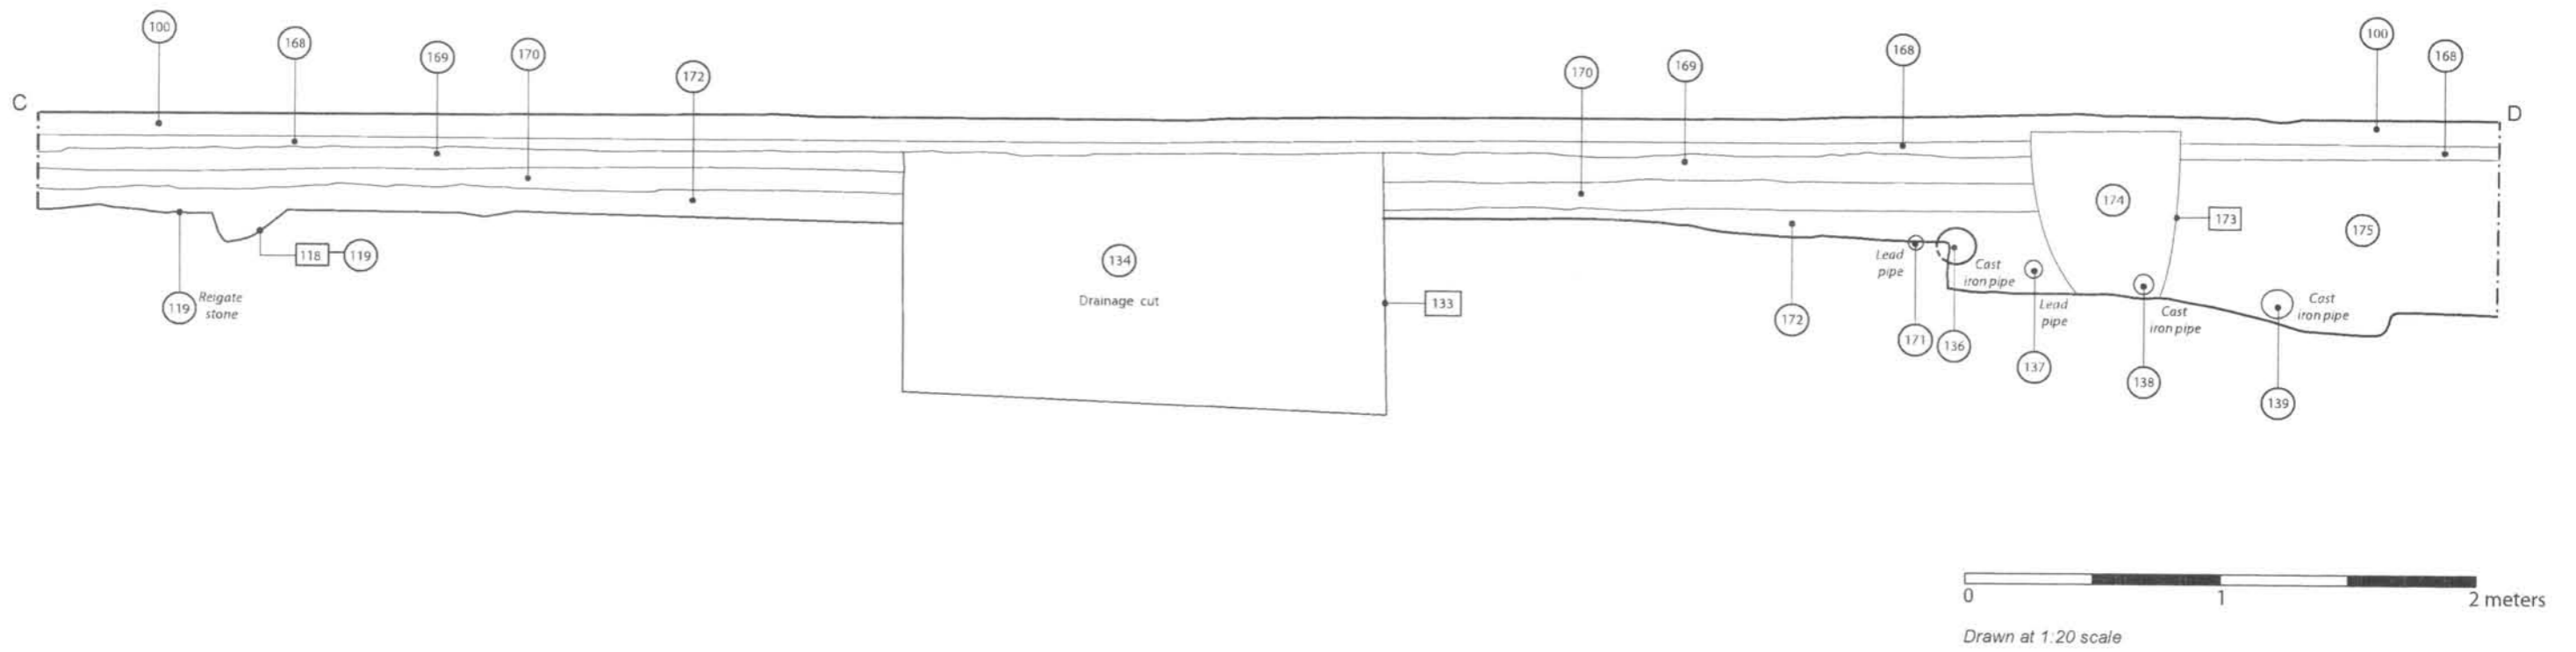 100
168
169
170
172
170
169
168
100
168
C
D
174
173
175
134
Drainage cut
133
118
119
119
Reigate
stone
172
Lead
pipe
171
Cast
iron pipe
136
Lead
pipe
137
Cast
iron pipe
138
Cast
iron pipe
139
0
1
2 meters
Drawn at 1:20 scale